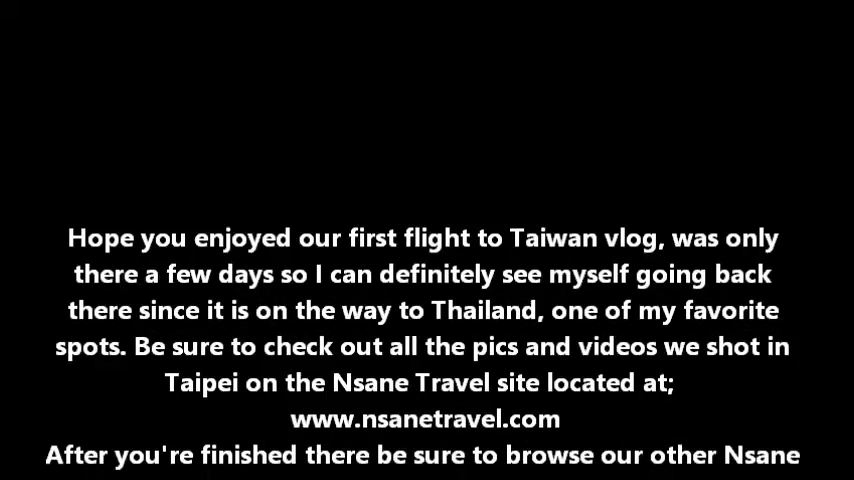 Hope you enjoyed our first flight to Taiwan vlog, was only
there a few days so I can definitely see myself going back
there since it is on the way to Thailand, one of my favorite
spots. Be sure to check out all the pics and videos we shot in
Taipei on the Nsane Travel site located at;
www.nsanetravel.com
After you're finished there be sure to browse our other Nsane